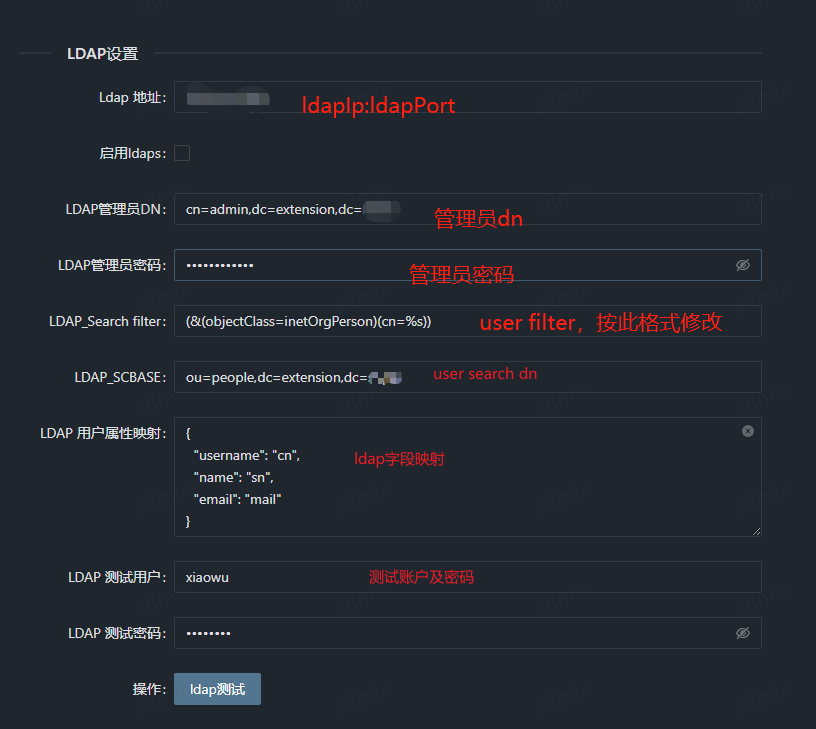 LDAP设置
Ldap 地址: ldapIp:ldapPort
启用ldaps:
LDAP管理员DN: cn=admin,dc=extension,dc= 管理员dn
LDAP管理员密码: •••••••••••• 管理员密码
LDAP_Search filter: (&(objectClass=inetOrgPerson)(cn=%s)) user filter，按此格式修改
LDAP_SCBASE: ou=people,dc=extension,dc= user search dn
LDAP 用户属性映射: {
"username": "cn",
"name": "sn", ldap字段映射
"email": "mail"
}
LDAP 测试用户: xiaowu 测试账户及密码
LDAP 测试密码: ••••••••
操作: ldap测试